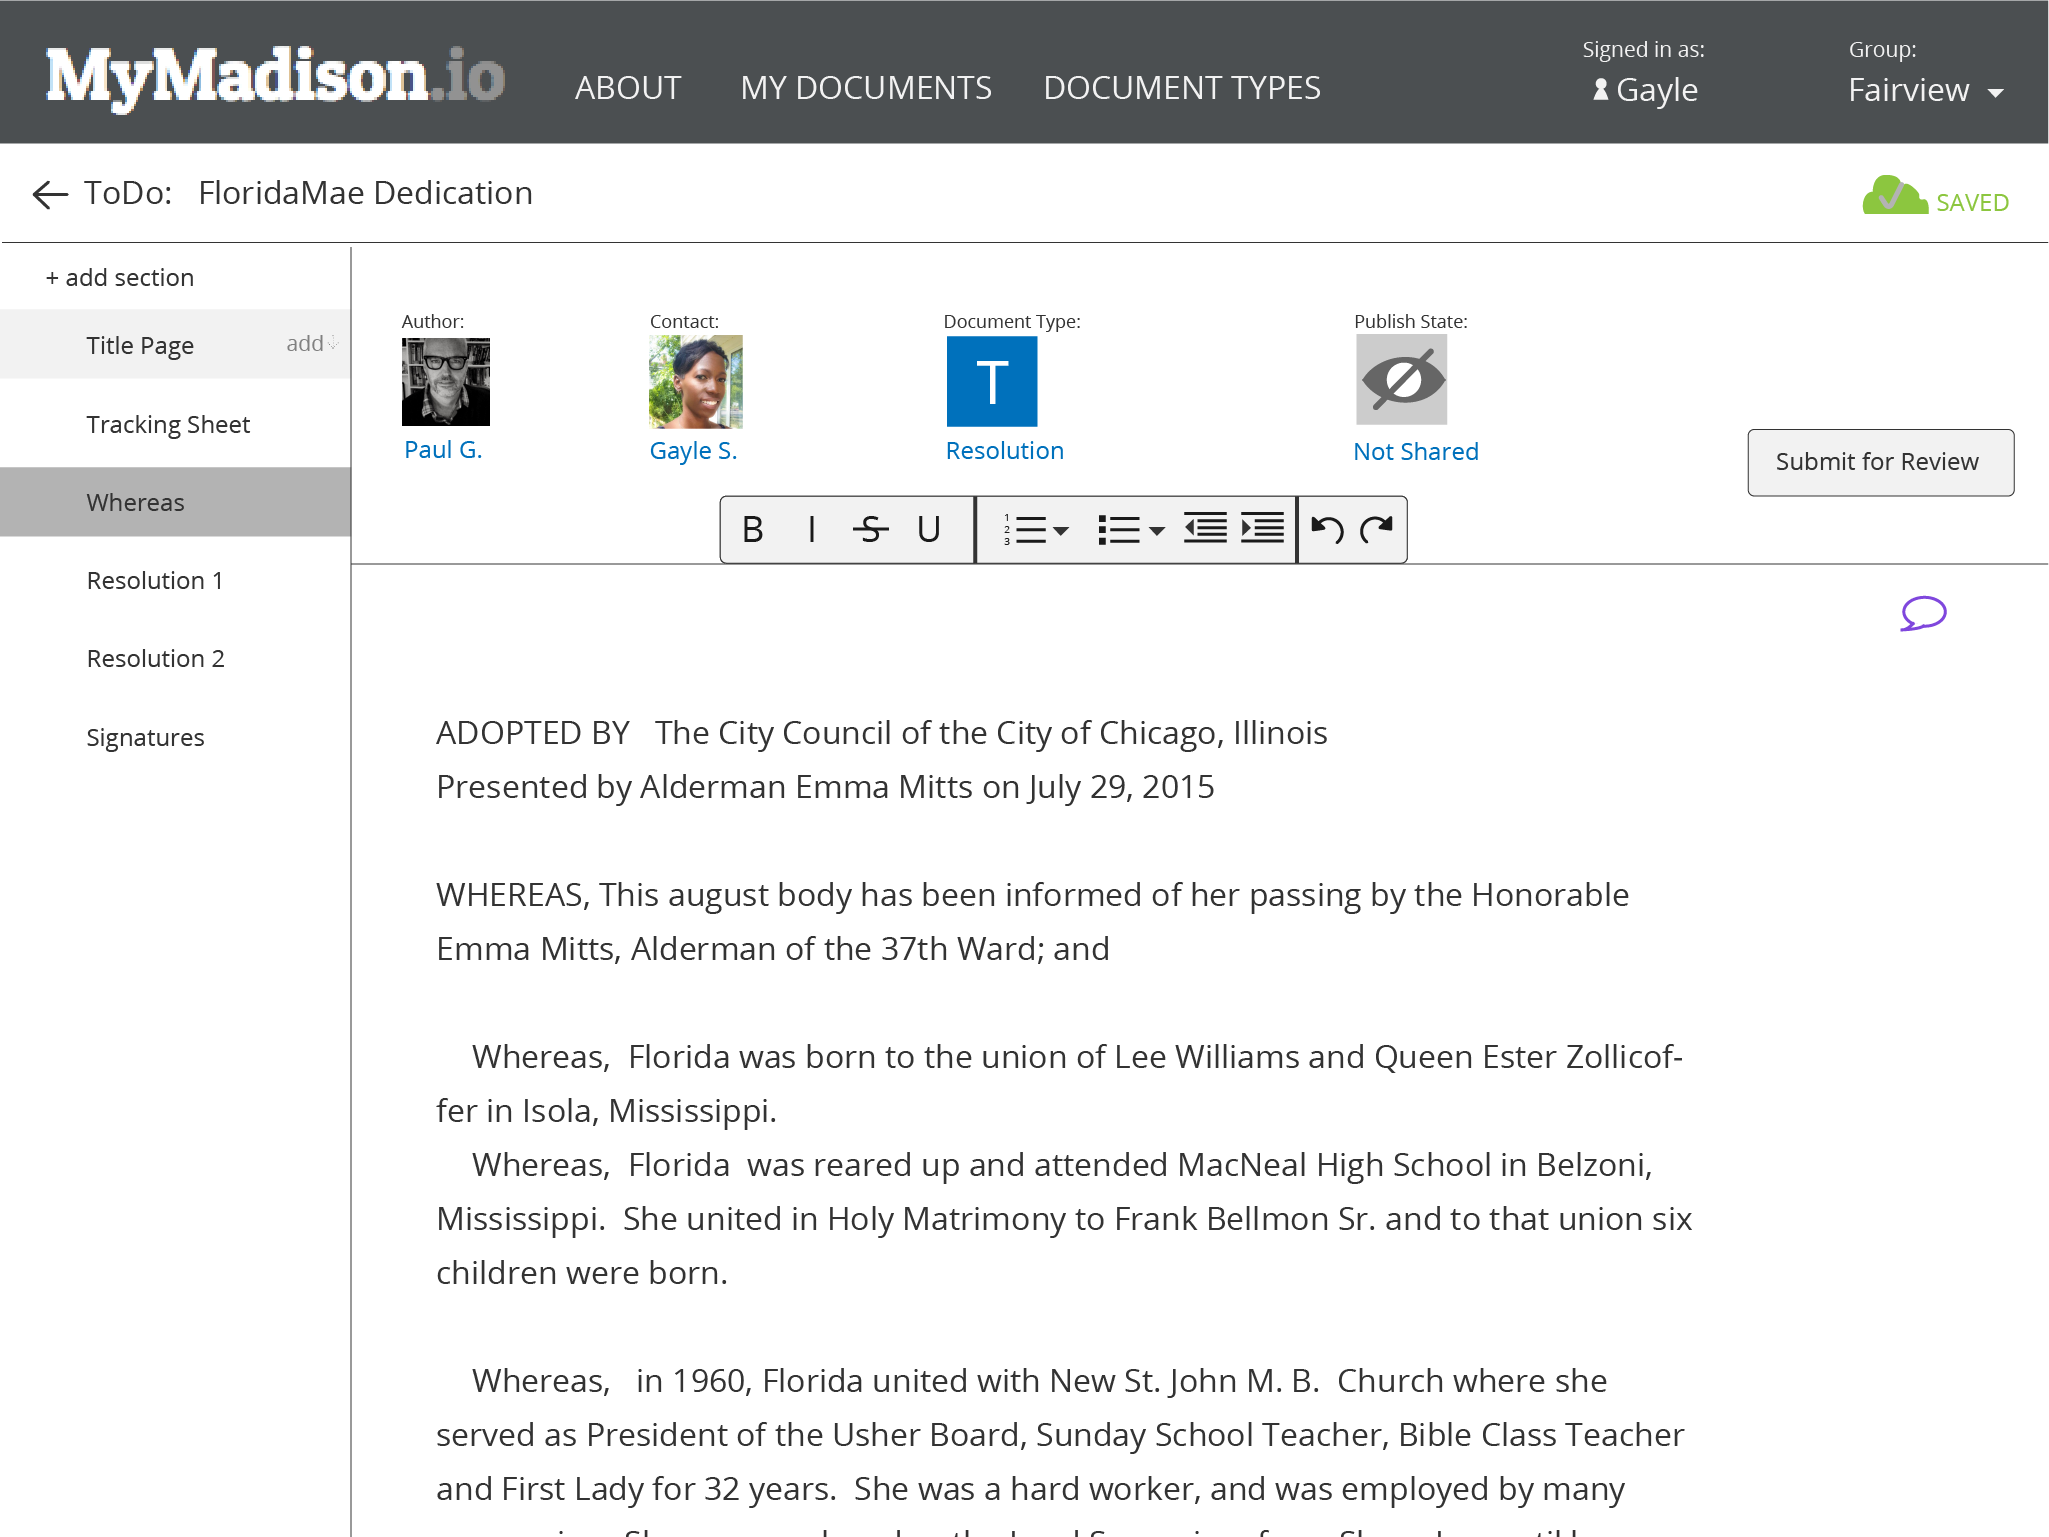 MyMadison.io
ABOUT MY DOCUMENTS DOCUMENT TYPES
Signed in as:
Gayle
Group:
Fairview
ToDo: FloridaMae Dedication
SAVED
+ add section
Title Page add
Tracking Sheet
Whereas
Resolution 1
Resolution 2
Signatures
Author:
Paul G.
Contact:
Gayle S.
Document Type:
T
Resolution
Publish State:
Not Shared
Submit for Review
B I S U
1
2
3
ADOPTED BY The City Council of the City of Chicago, Illinois
Presented by Alderman Emma Mitts on July 29, 2015
WHEREAS, This august body has been informed of her passing by the Honorable
Emma Mitts, Alderman of the 37th Ward; and
Whereas, Florida was born to the union of Lee Williams and Queen Ester Zollicof-
fer in Isola, Mississippi.
Whereas, Florida was reared up and attended MacNeal High School in Belzoni,
Mississippi. She united in Holy Matrimony to Frank Bellmon Sr. and to that union six
children were born.
Whereas, in 1960, Florida united with New St. John M. B. Church where she
served as President of the Usher Board, Sunday School Teacher, Bible Class Teacher
and First Lady for 32 years. She was a hard worker, and was employed by many